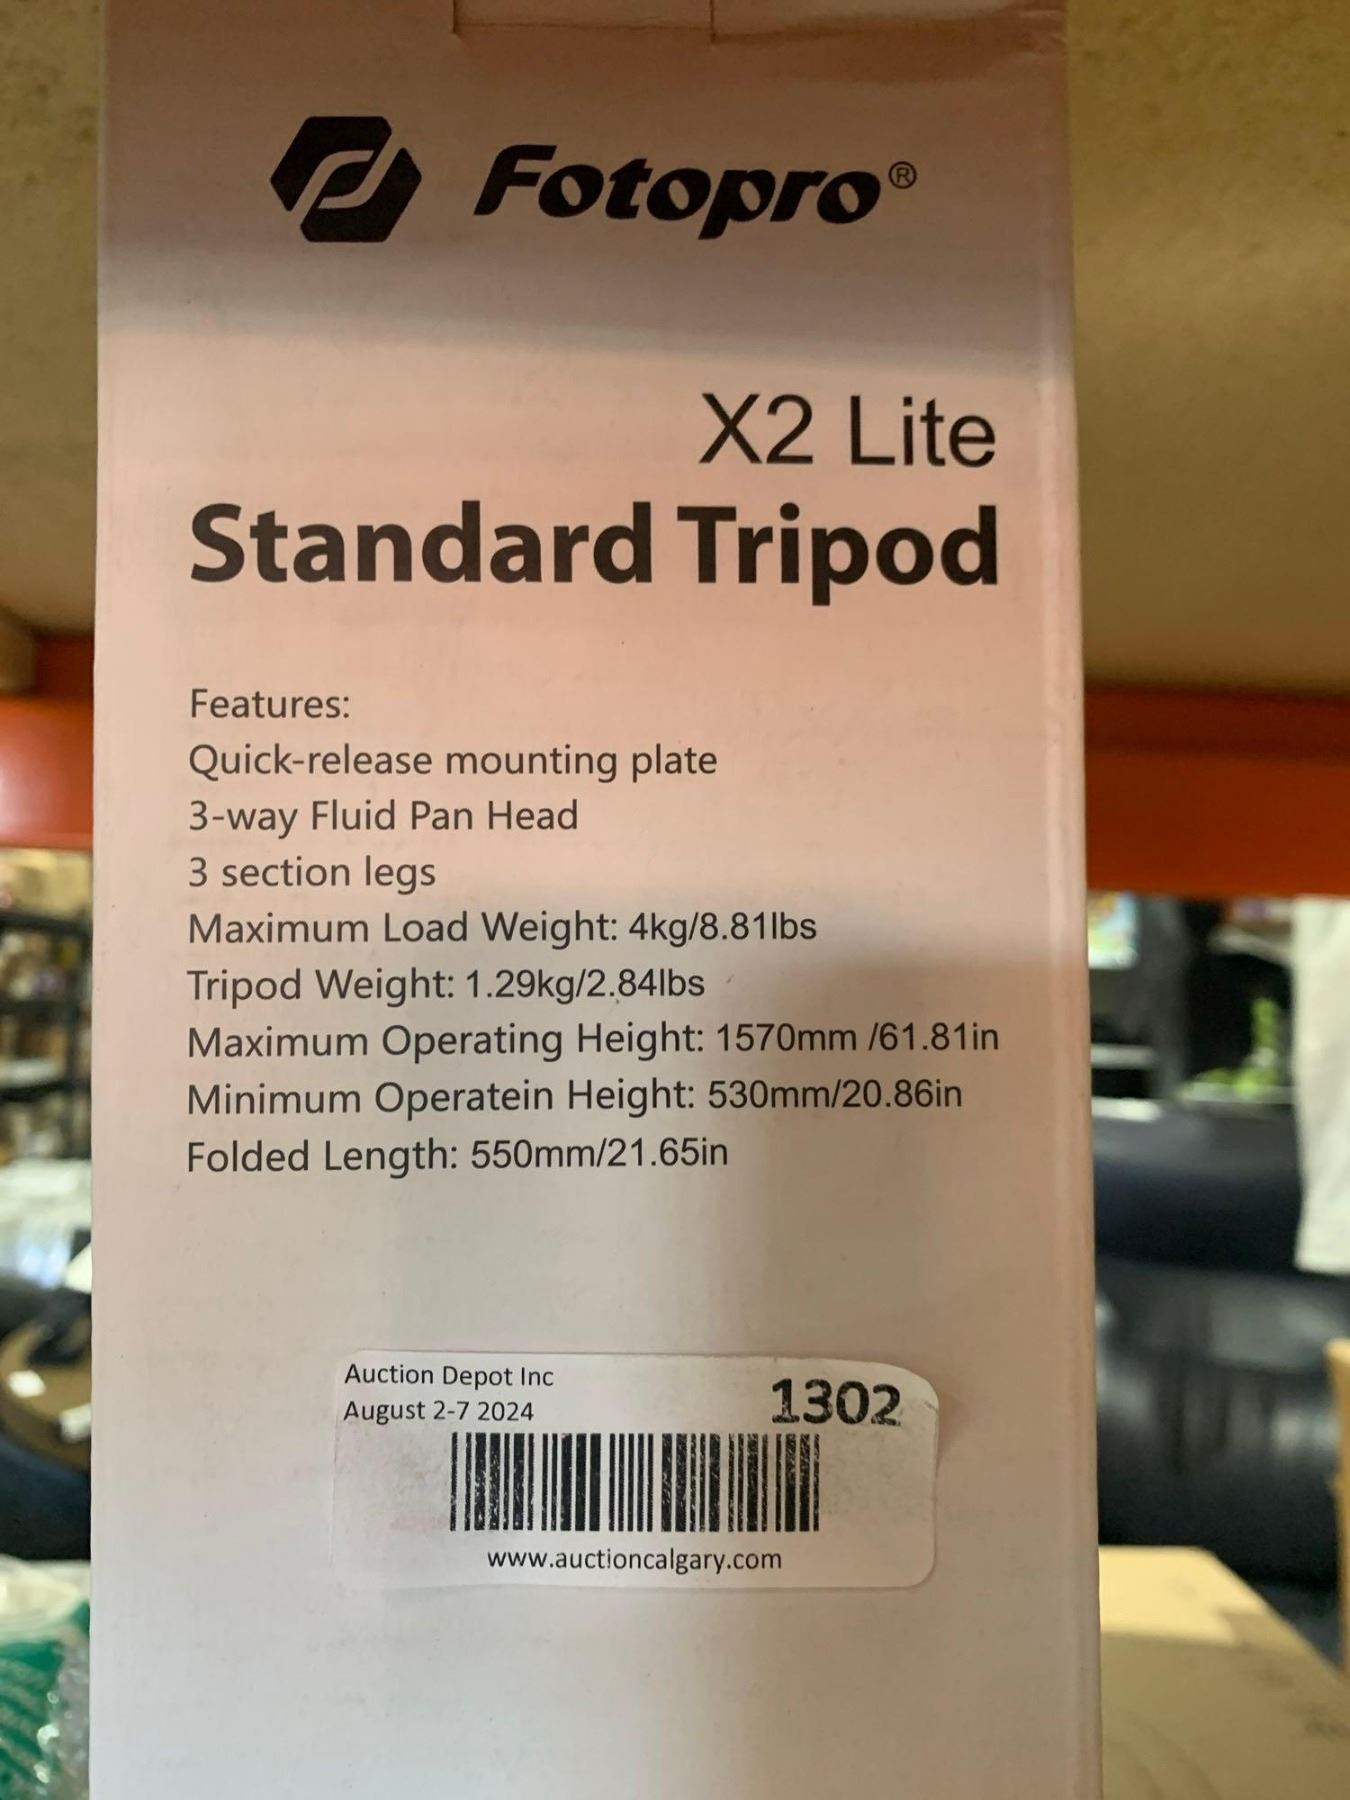 Fotopro®
X2 Lite
Standard Tripod
Features:
Quick-release mounting plate
3-way Fluid Pan Head
3 section legs
Maximum Load Weight: 4kg/8.81lbs
Tripod Weight: 1.29kg/2.84lbs
Maximum Operating Height: 1570mm /61.81in
Minimum Operatein Height: 530mm/20.86in
Folded Length: 550mm/21.65in
Auction Depot Inc
1302
August 2-7 2024
www.auctioncalgary.com